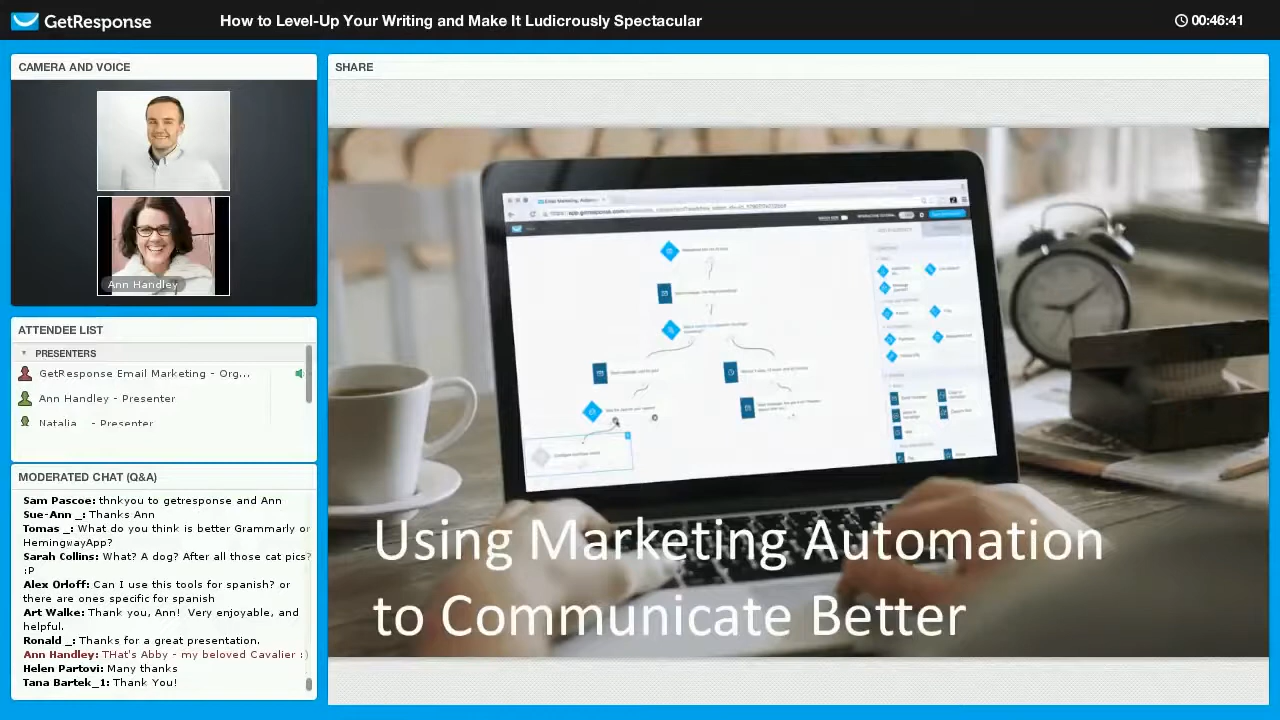 GetResponse
How to Level-Up Your Writing and Make It Ludicrously Spectacular
00:46:41
CAMERA AND VOICE
Ann Handley
ATTENDEE LIST
PRESENTERS
GetResponse Email Marketing - Org...
Ann Handley - Presenter
Natalia _ - Presenter
MODERATED CHAT (Q&A)
Sam Pascoe: thnkyou to getresponse and Ann
Sue-Ann _: Thanks Ann
Tomas _: What do you think is better Grammarly or
HemingwayApp?
Sarah Collins: What? A dog? After all those cat pics?
:P
Alex Orloff: Can I use this tools for spanish? or
there are ones specific for spanish
Art Walke: Thank you, Ann! Very enjoyable, and
helpful.
Ronald _: Thanks for a great presentation.
Ann Handley: THat's Abby - my beloved Cavalier :)
Helen Partovi: Many thanks
Tana Bartek_1: Thank You!
SHARE
Using Marketing Automation
to Communicate Better